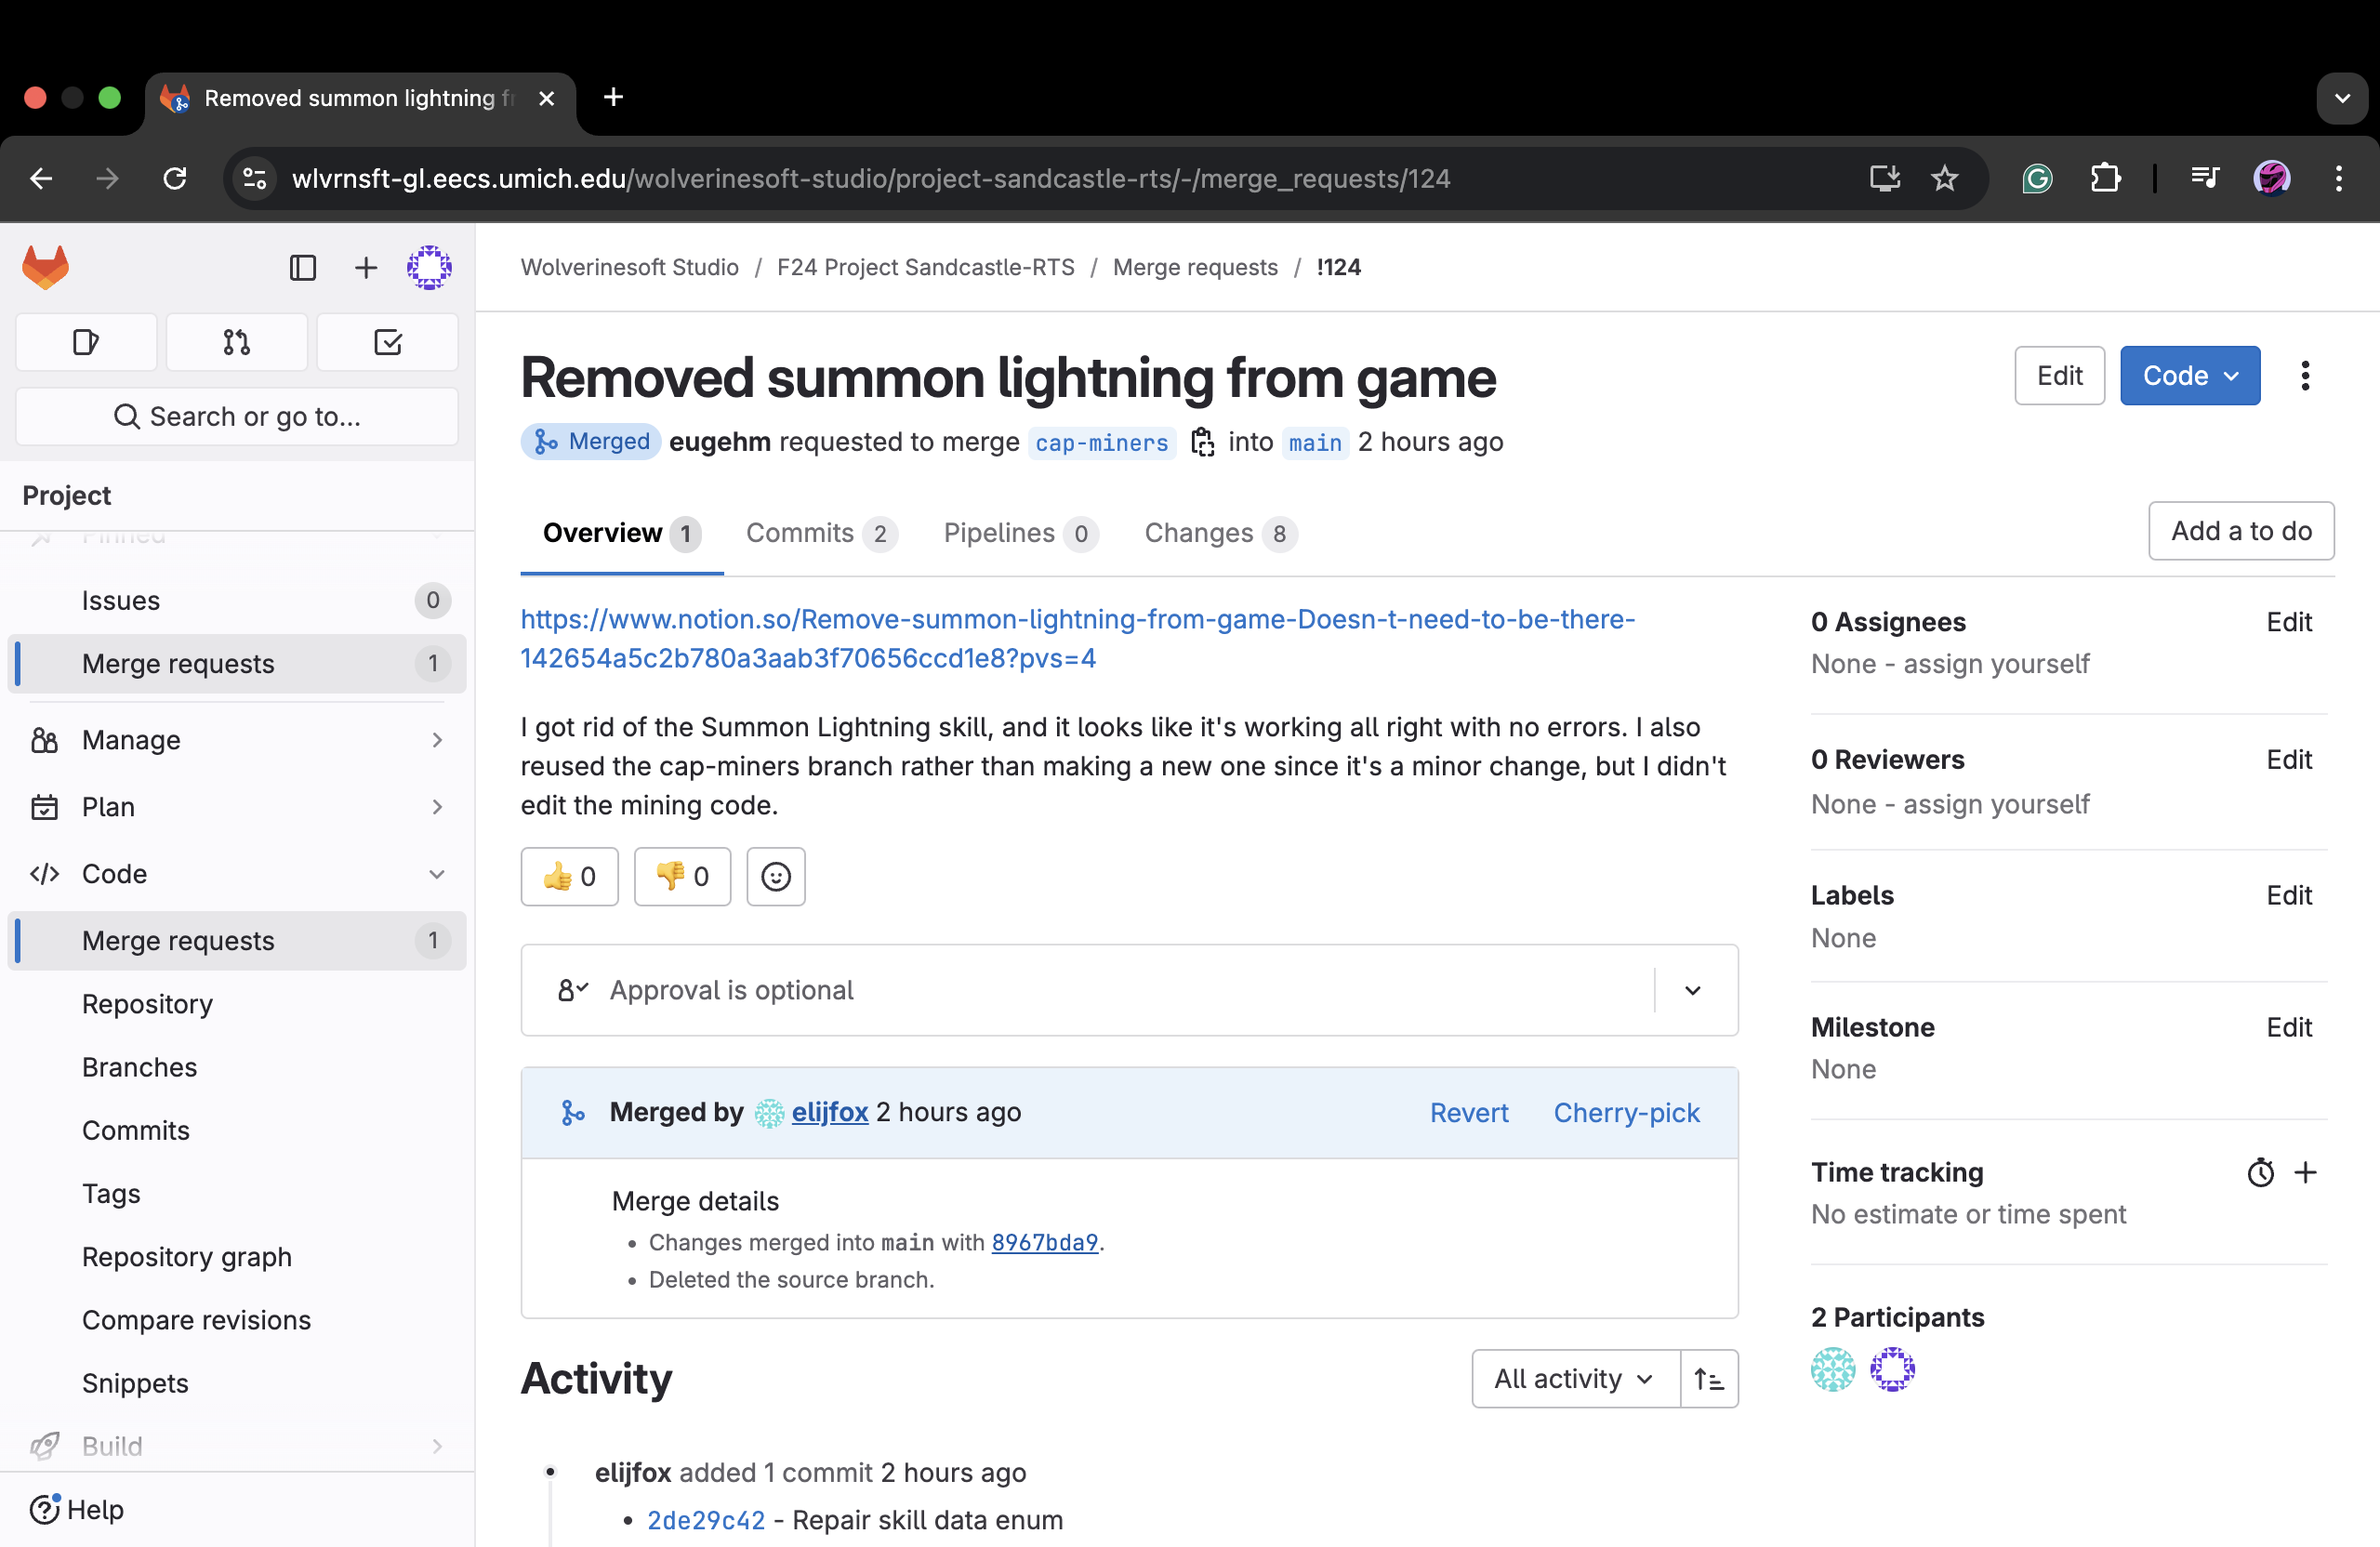 Removed summon lightning f
wlvrnsft-gl.eecs.umich.edu/wolverinesoft-studio/project-sandcastle-rts/-/merge_requests/124
Wolverinesoft Studio / F24 Project Sandcastle-RTS / Merge requests / !124
Search or go to...
Project
Pinned
Issues 0
Merge requests 1
Manage
Plan
Code
Merge requests 1
Repository
Branches
Commits
Tags
Repository graph
Compare revisions
Snippets
Build
Help
Removed summon lightning from game
Edit
Code
Merged eugehm requested to merge cap-miners into main 2 hours ago
Overview 1 Commits 2 Pipelines 0 Changes 8
Add a to do
https://www.notion.so/Remove-summon-lightning-from-game-Doesn-t-need-to-be-there-
142654a5c2b780a3aab3f70656ccd1e8?pvs=4
I got rid of the Summon Lightning skill, and it looks like it's working all right with no errors. I also
reused the cap-miners branch rather than making a new one since it's a minor change, but I didn't
edit the mining code.
👍 0 👎 0
Approval is optional
Merged by elijfox 2 hours ago Revert Cherry-pick
Merge details
• Changes merged into main with 8967bda9.
• Deleted the source branch.
Activity
All activity
elijfox added 1 commit 2 hours ago
• 2de29c42 - Repair skill data enum
0 Assignees Edit
None - assign yourself
0 Reviewers Edit
None - assign yourself
Labels Edit
None
Milestone Edit
None
Time tracking
No estimate or time spent
2 Participants